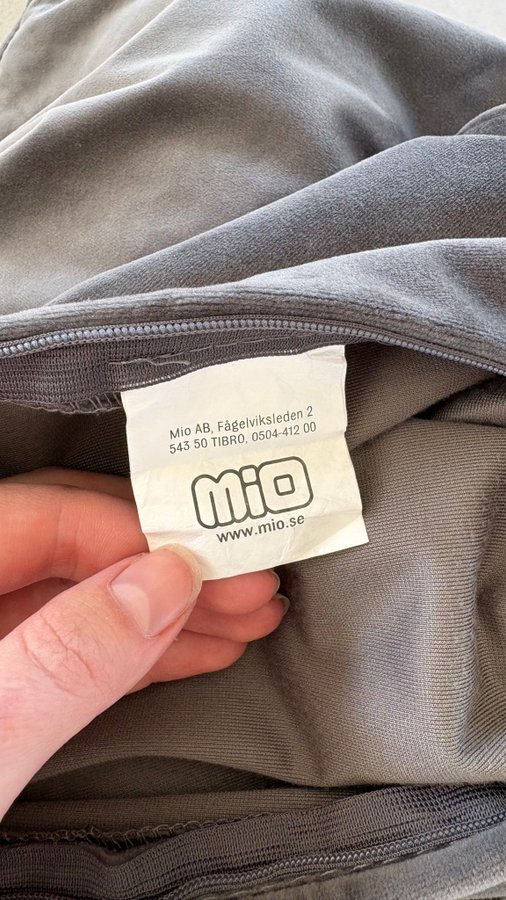 Mio AB, Fågelviksleden 2
543 50 TIBRO, 0504-412 00
MiO
www.mio.se